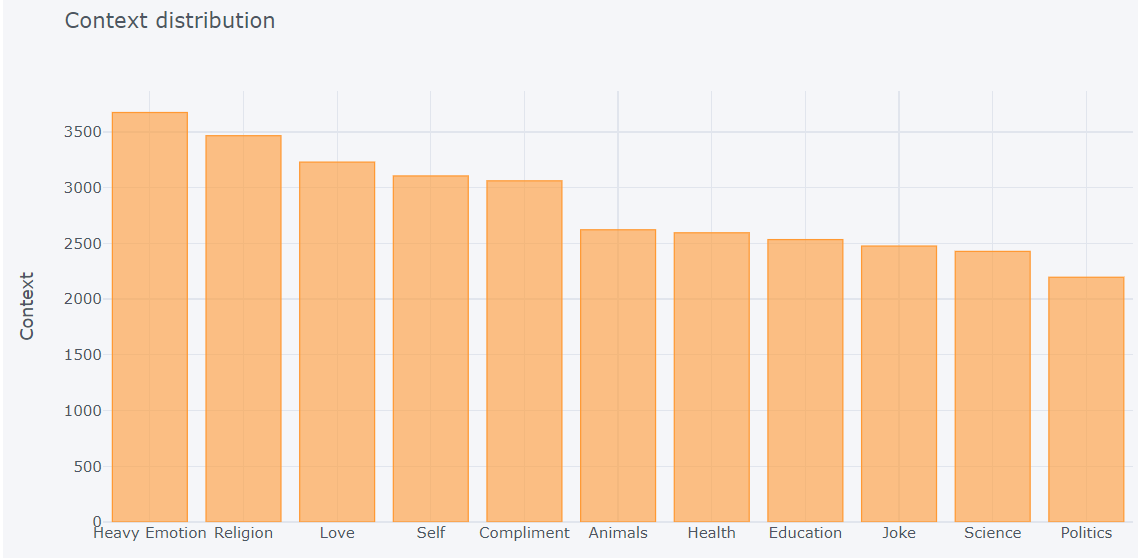 Context distribution
3500
3000
2500
2000
1500
1000
500
0
Context
Heavy Emotion Religion Love Self Compliment Animals Health Education Joke Science Politics